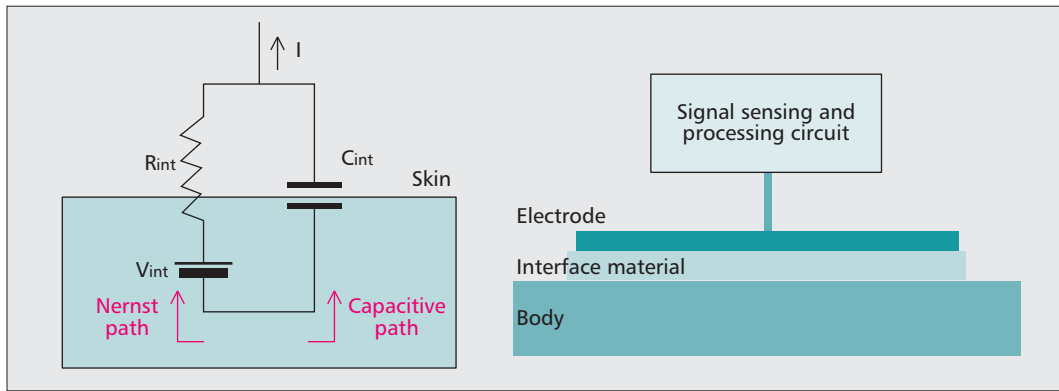 I
Rint
Cint
Skin
Vint
Nernst
path
Capacitive
path
Signal sensing and
processing circuit
Electrode
Interface material
Body